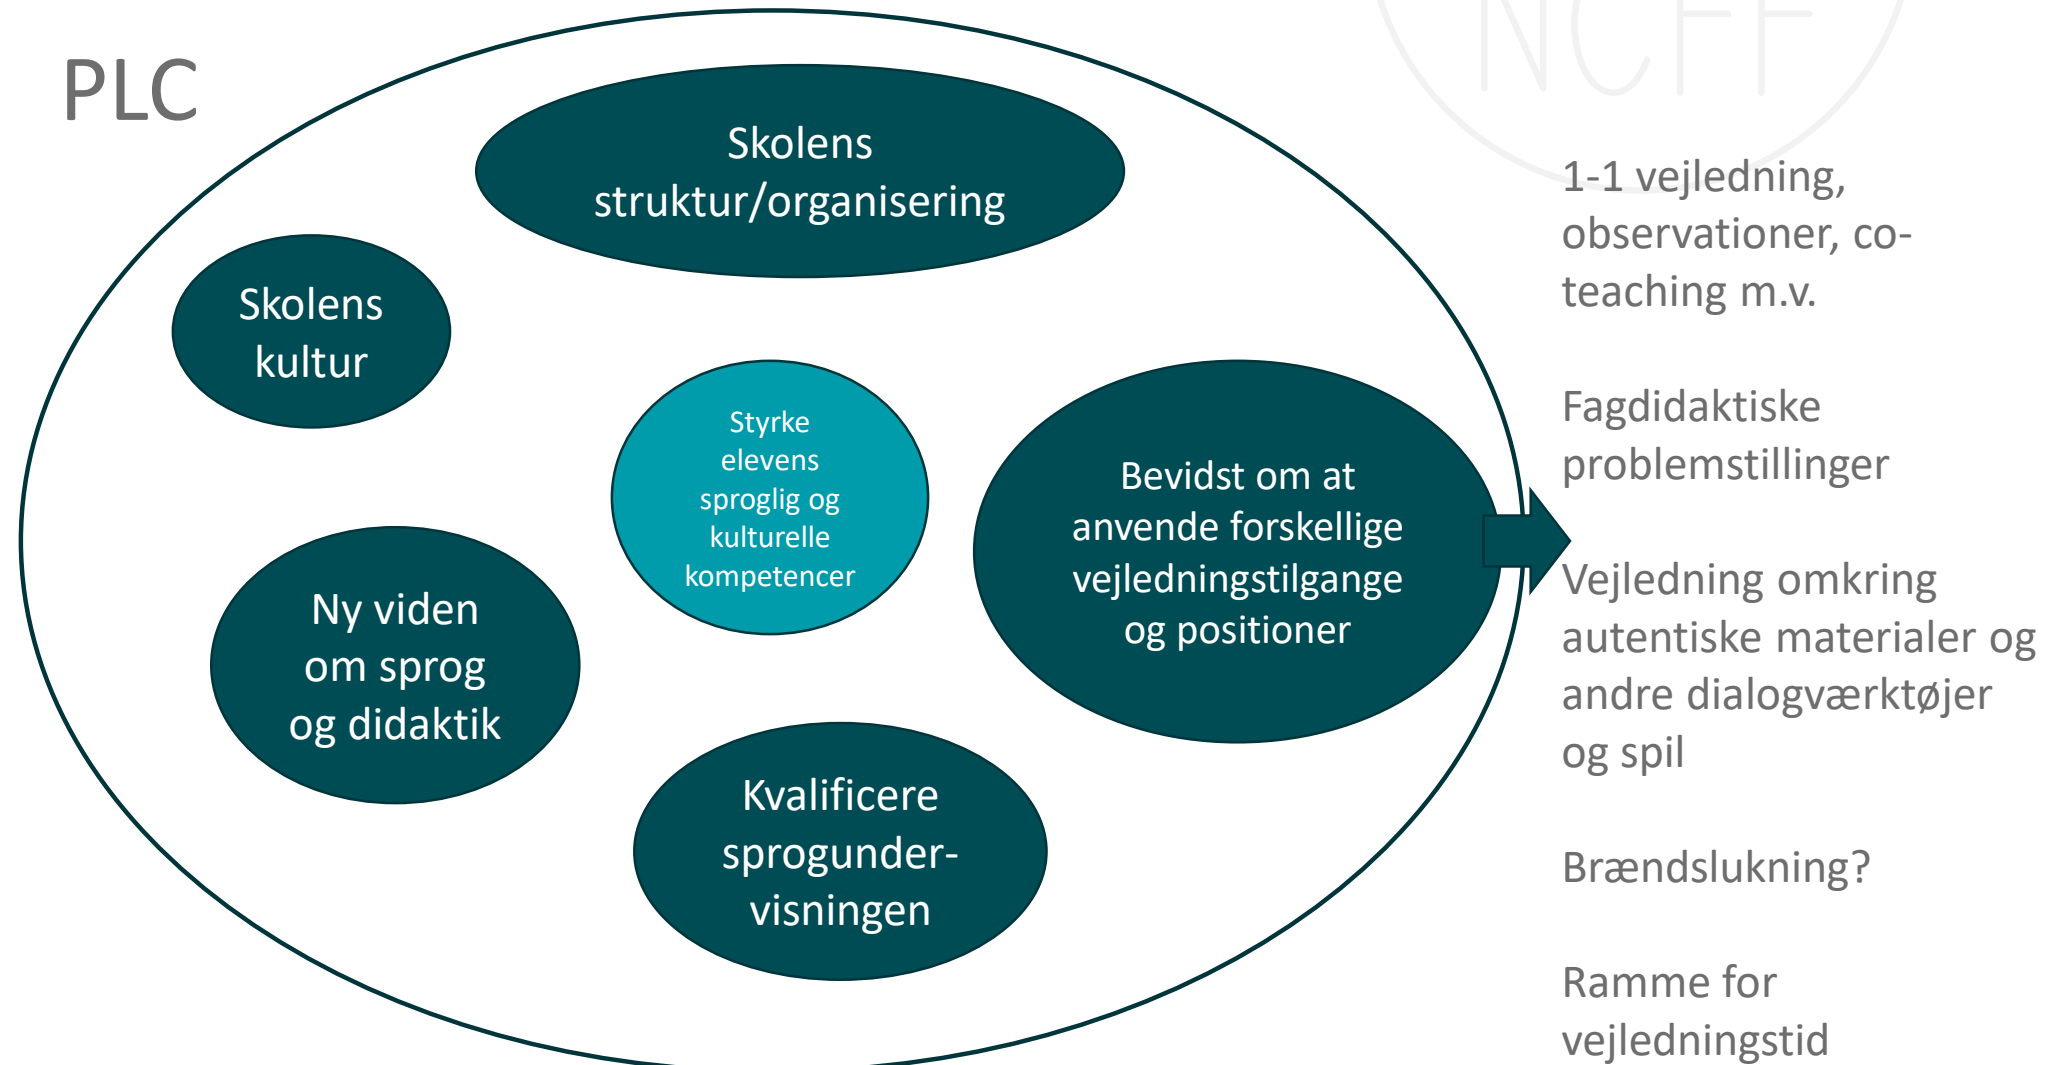 PLC
NCFF
Skolens
struktur/organisering
Skolens
kultur
Styrke
elevens
sproglig og
kulturelle
kompetencer
Bevidst om at
anvende forskellige
vejledningstilgange
og positioner
Ny viden
om sprog
og didaktik
Kvalificere
sprogunder-
visningen
1-1 vejledning,
observationer, co-
teaching m.v.
Fagdidaktiske
problemstillinger
Vejledning omkring
autentiske materialer og
andre dialogværktøjer
og spil
Brændslukning?
Ramme for
vejledningstid